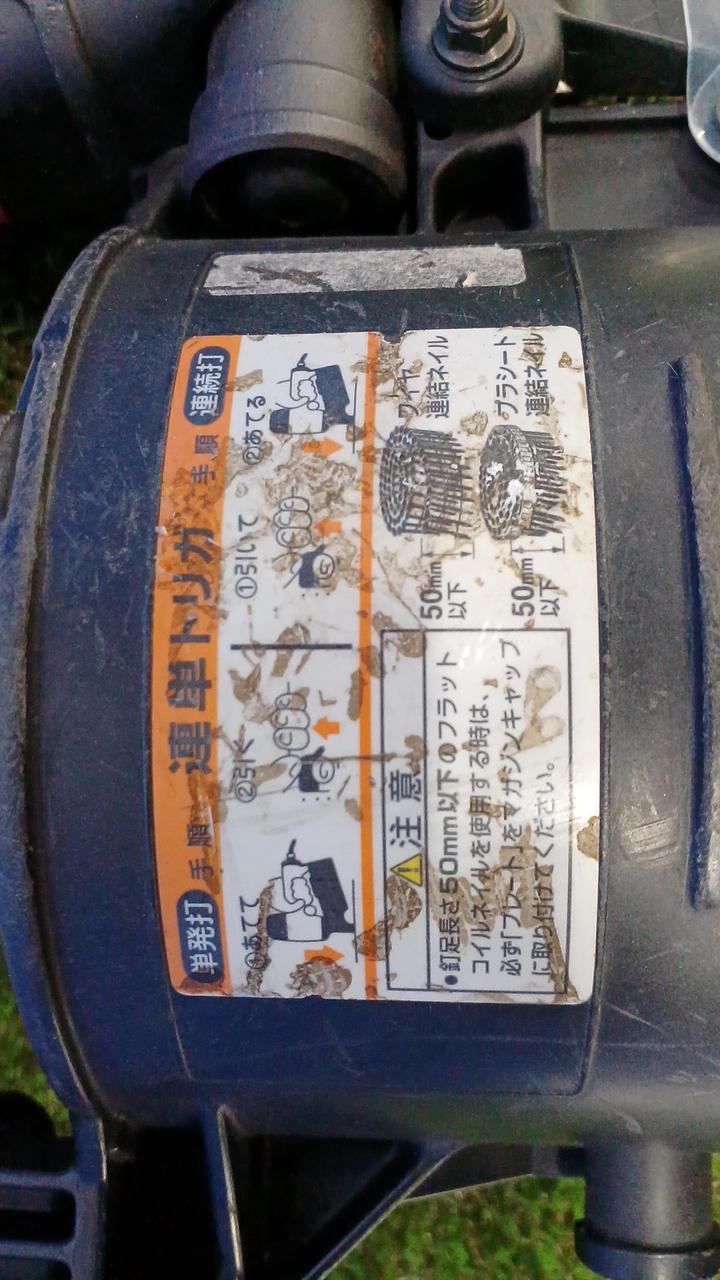 連単トリガ
単発打 手順
①あてて ②引く
手順 連続打
①引いて ②あてる
⚠注意
•釘足長さ50mm以下のフラット
コイルネイルを使用する時は、
必ず「プレート」をマガジンキャップ
に取り付けてください。
50mm
以下
ワイヤ
連結ネイル
50mm
以下
グラシート
連結ネイル